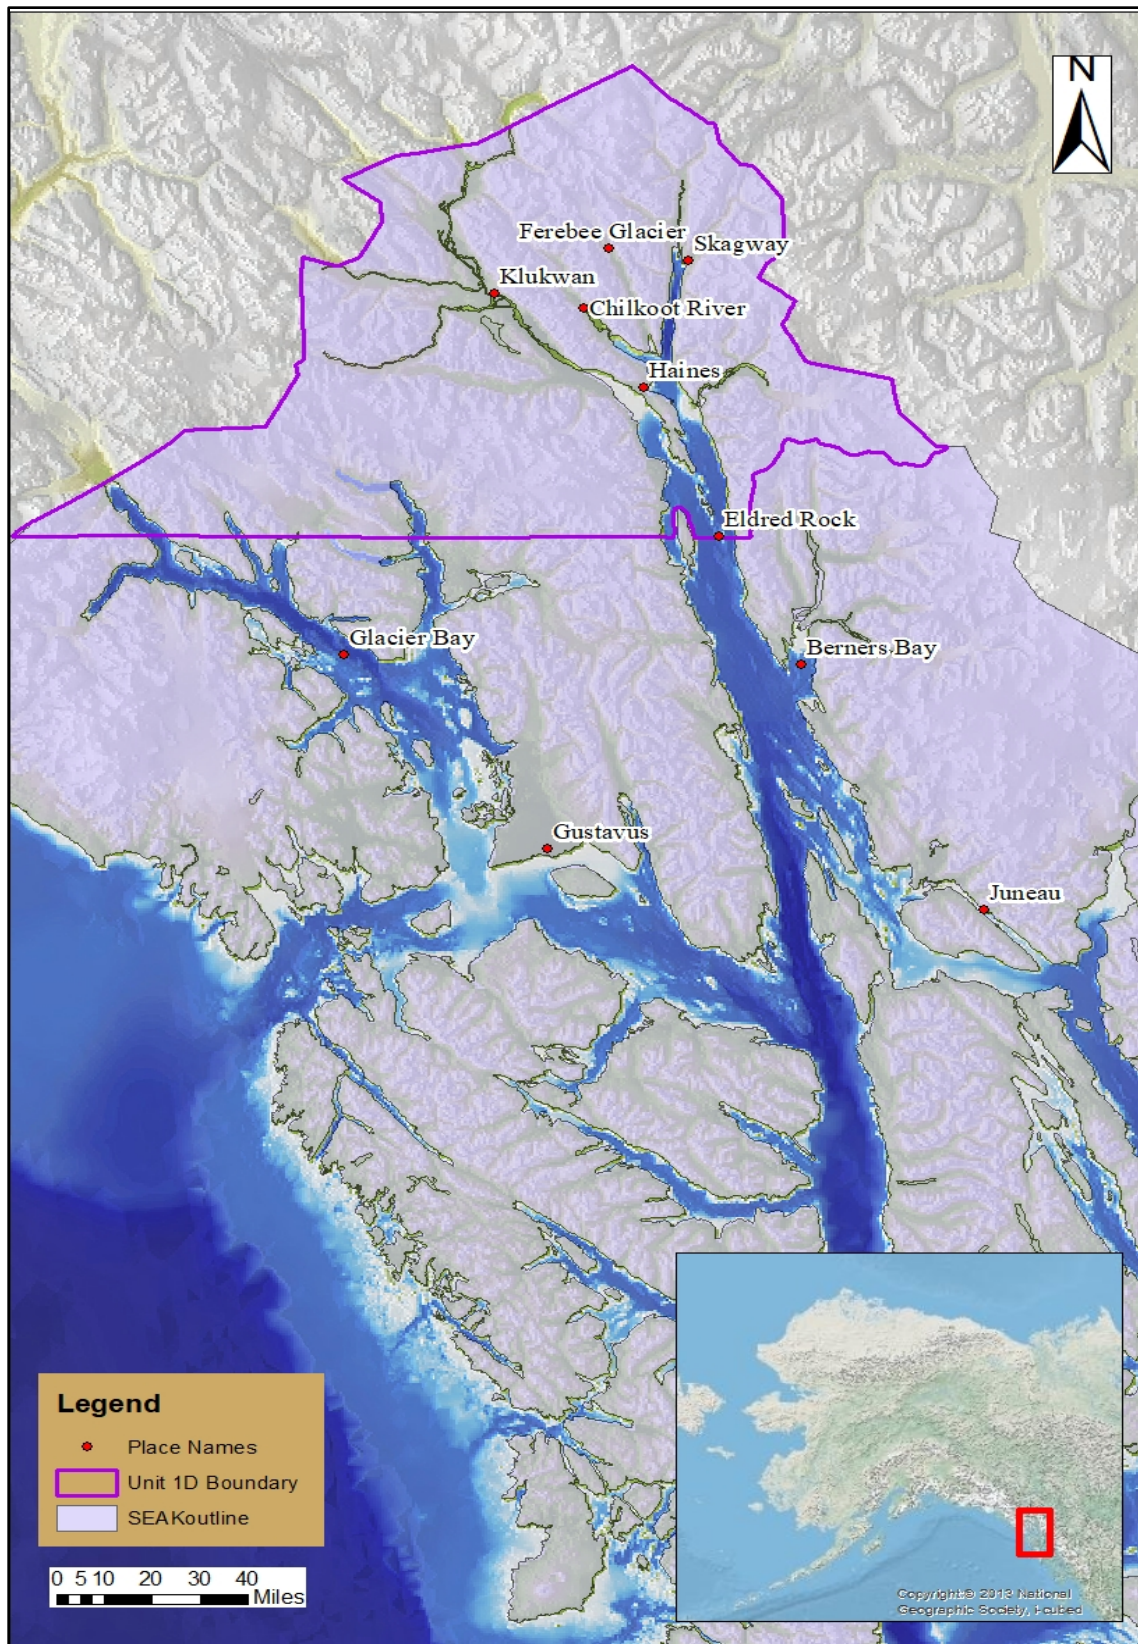 N
Ferebee Glacier
Skagway
Klukwan
Chilkoot River
Haines
Eldred Rock
Glacier Bay
Berners Bay
Gustavus
Juneau
Legend
Place Names
Unit 1D Boundary
SEAKoutline
0 5 10 20 30 40
Miles
Copyright:© 2013 National
Geographic Society, i-cubed